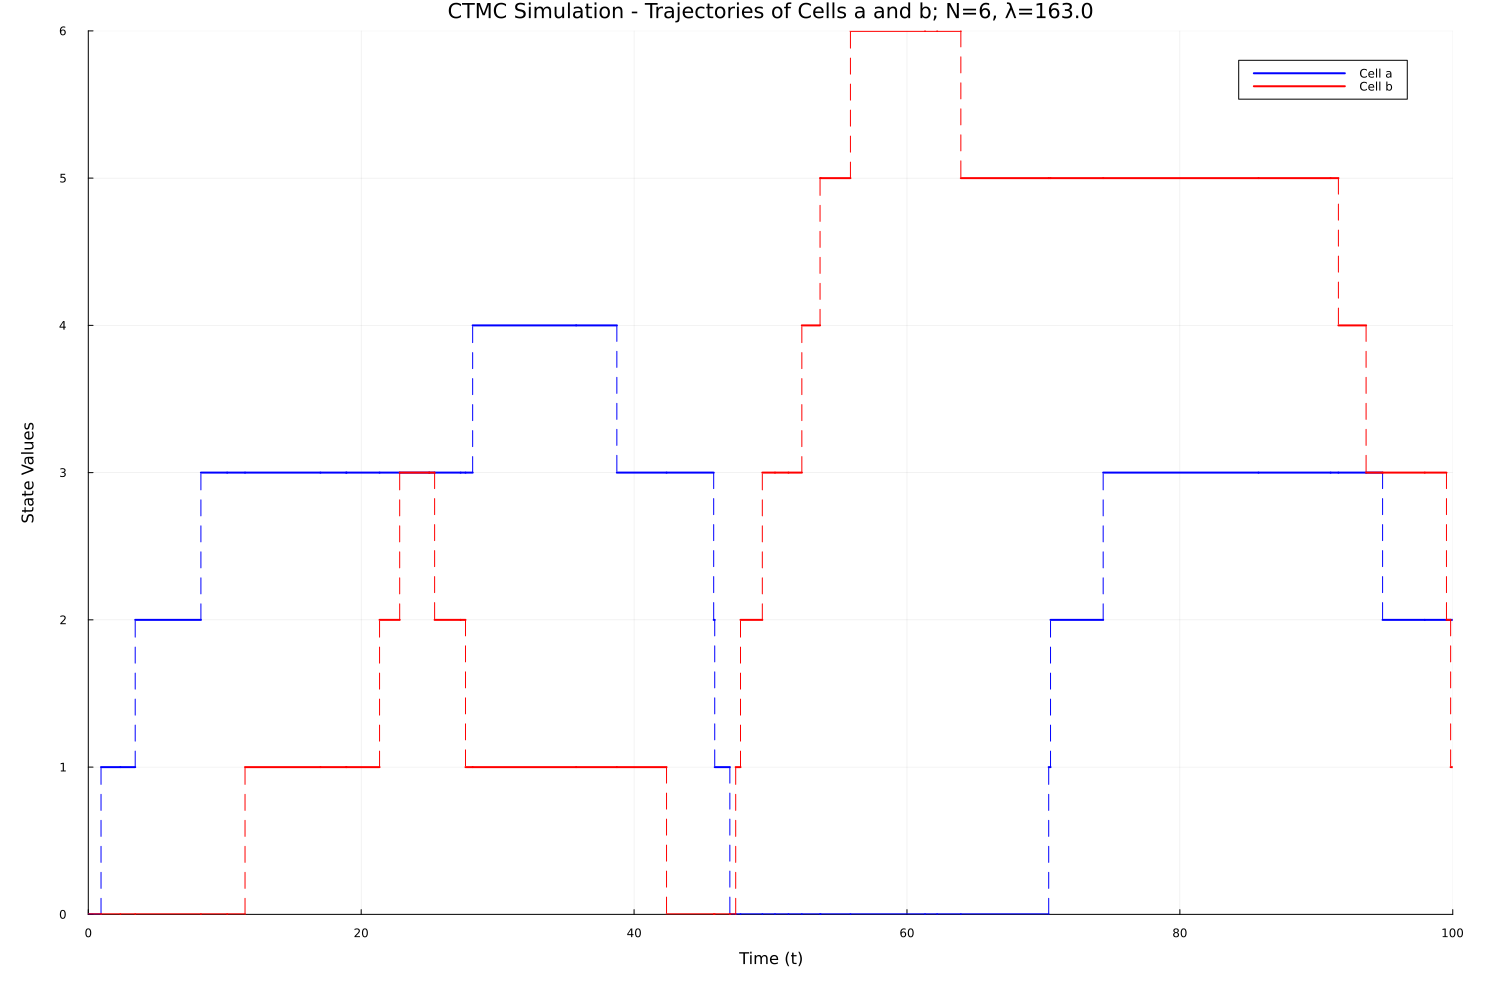 CTMC Simulation - Trajectories of Cells a and b; N=6, λ=163.0
Cell a
Cell b
State Values
6
5
4
3
2
1
0
0 20 40 60 80 100
Time (t)